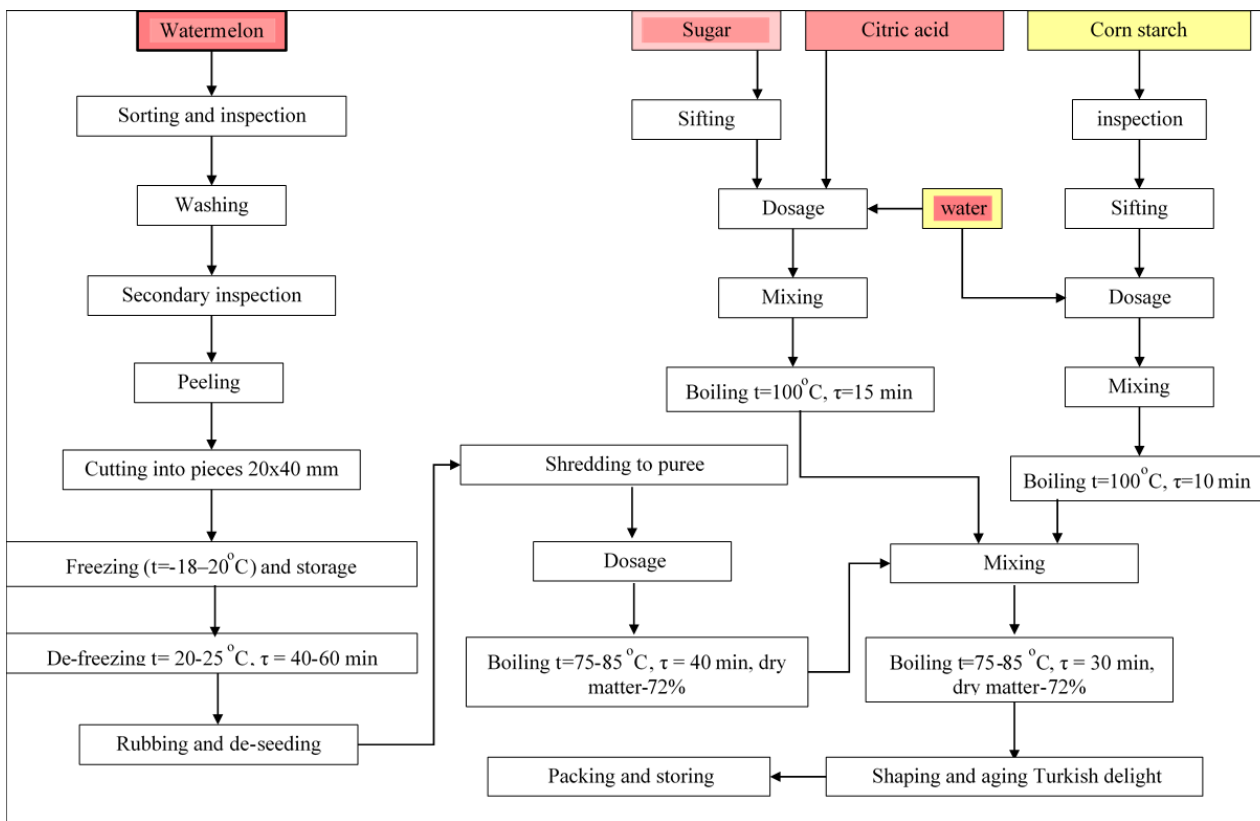 Watermelon
Sugar
Citric acid
Corn starch
Sorting and inspection
Sifting
inspection
Washing
Dosage
water
Sifting
Secondary inspection
Mixing
Dosage
Peeling
Boiling t=100°C, τ=15 min
Mixing
Cutting into pieces 20x40 mm
Shredding to puree
Boiling t=100°C, τ=10 min
Freezing (t=-18–20°C) and storage
Dosage
Mixing
De-freezing t= 20-25°C, τ = 40-60 min
Boiling t=75-85 °C, τ = 40 min, dry
matter-72%
Boiling t=75-85 °C, τ = 30 min,
dry matter-72%
Rubbing and de-seeding
Packing and storing
Shaping and aging Turkish delight